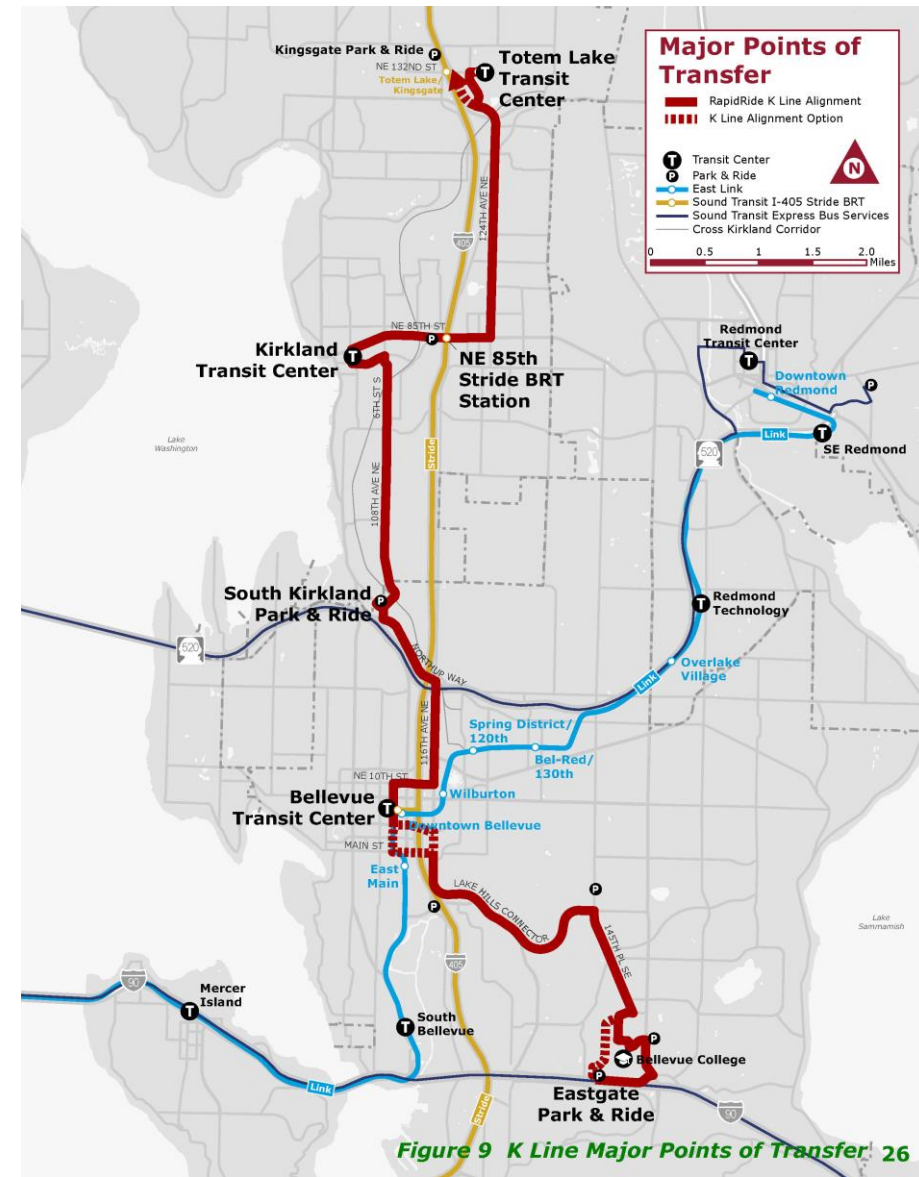 Kingsgate Park & Ride
P
NE 132ND ST
Totem Lake/
Kingsgate
T
Totem Lake
Transit
Center
Major Points of
Transfer
RapidRide K Line Alignment
K Line Alignment Option
T Transit Center
P Park & Ride
East Link
Sound Transit I-405 Stride BRT
Sound Transit Express Bus Services
Cross Kirkland Corridor
N
0 0.5 1 1.5 2.0
Miles
124TH AVE NE
405
NE 85TH ST
P
Kirkland
Transit Center
T
NE 85th
Stride BRT
Station
6TH ST S
Redmond
Transit Center
T
Downtown
Redmond
P
Link
T
SE Redmond
520
Lake
Washington
Stride
108TH AVE NE
South Kirkland
Park & Ride
P
T
Redmond
Technology
520
NORTHUP WAY
Overlake
Village
Link
116TH AVE NE
Spring District/
120th
Bel-Red/
130th
NE 10TH ST
Wilburton
Bellevue
Transit Center
T
Downtown Bellevue
MAIN ST
East
Main
P
LAKE HILLS CONNECTOR
P
145TH PL SE
Lake
Sammamish
405
90
Mercer
Island
T
T
South
Bellevue
P
Bellevue College
P
Eastgate
Park & Ride
Link
Stride
90
Figure 9 K Line Major Points of Transfer 26